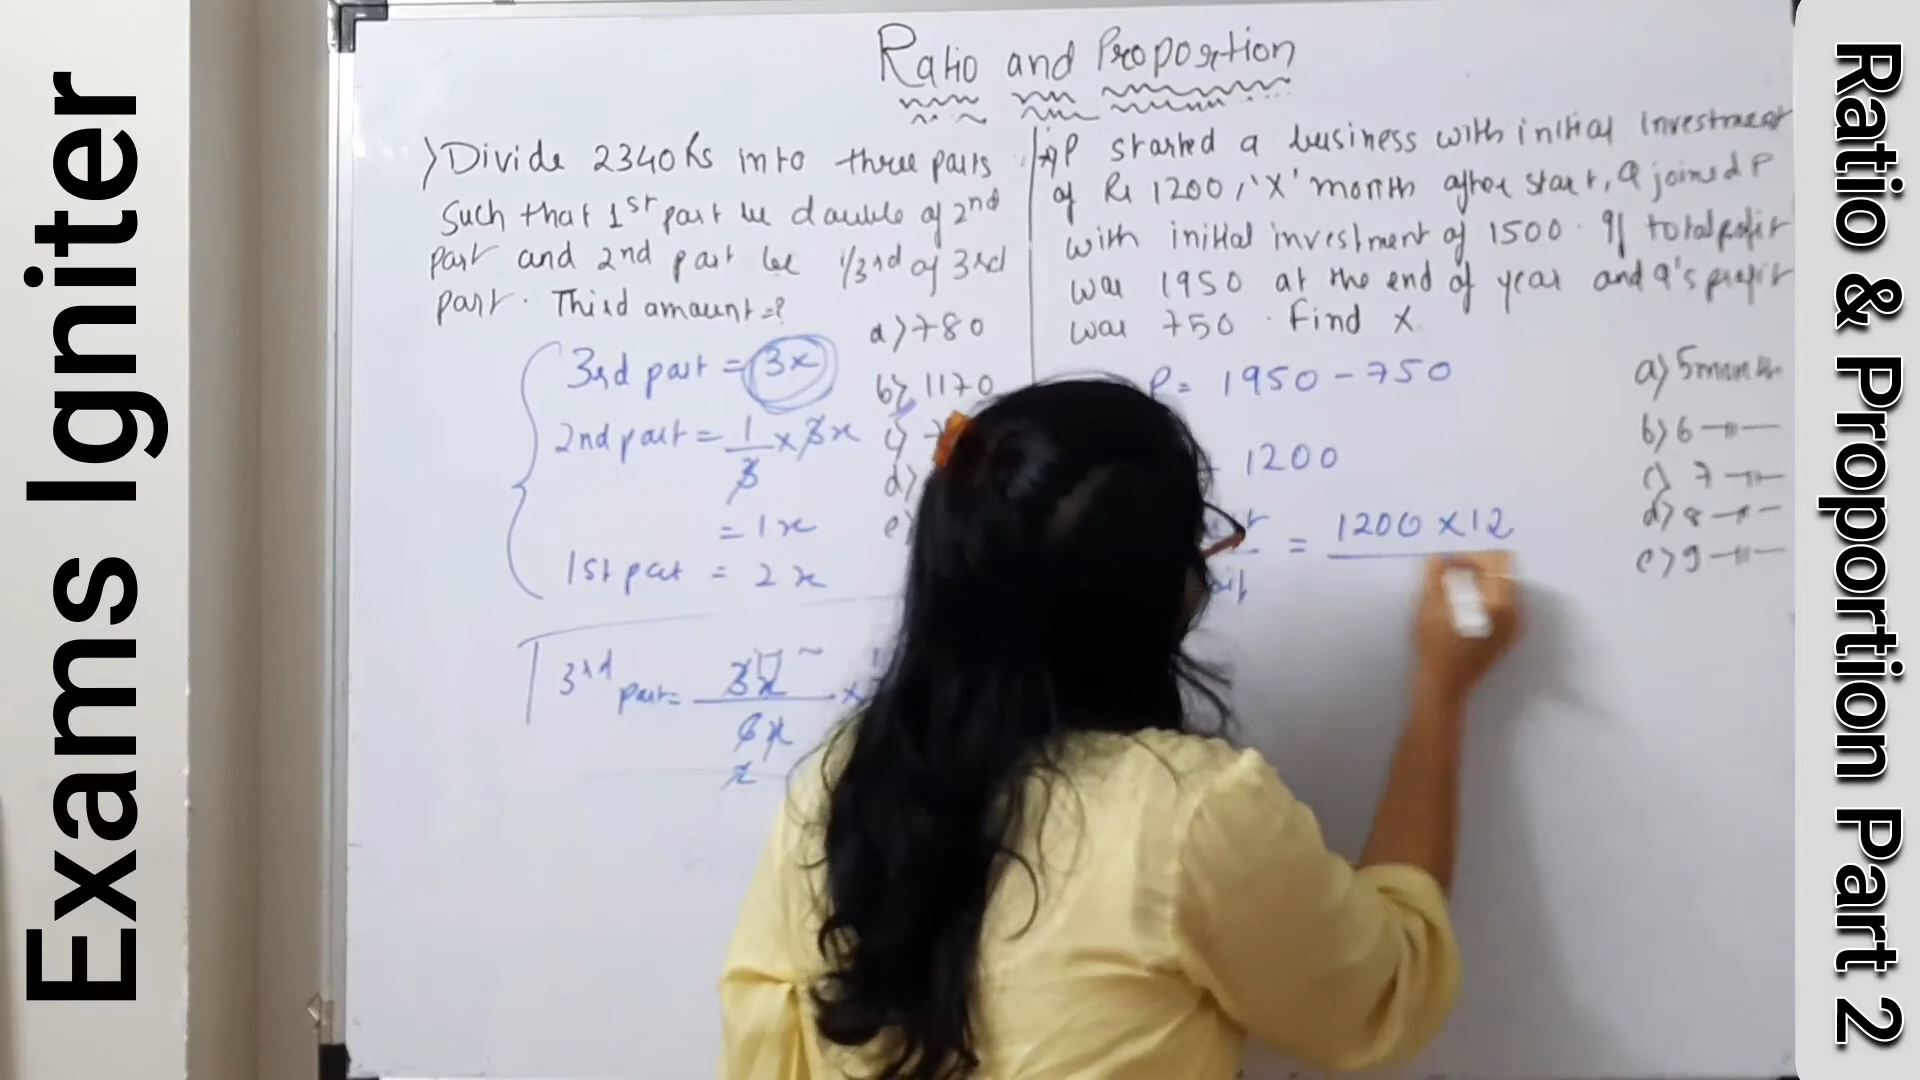 Exams Igniter
Ratio and Proportion
Divide 2340 Rs into three parts
Such that 1st part be double of 2nd
part and 2nd part be 1/3rd of 3rd
part. Third amount=?
a)780
b)1170
c)
d)
e)
3rd part = 3x
2nd part = 1/3 x 3x
= 1x
1st part = 2x
3rd part = 3x/6x x
P started a business with initial investment
of Rs 1200, 'X' month after start, Q joined P
with initial investment of 1500. If total profit
was 1950 at the end of year and Q's profit
was 750. Find X
P = 1950 - 750
1200
= 1200 x 12
a) 5 month
b) 6 -"-
c) 7 -"-
d) 8 -"-
e) 9 -"-
Ratio & Proportion Part 2